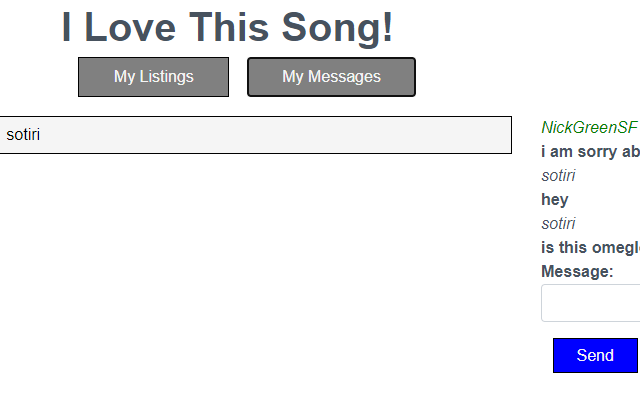 I Love This Song!
My Listings My Messages
sotiri
NickGreenSF
i am sorry ab
sotiri
hey
sotiri
is this omegl
Message:
Send